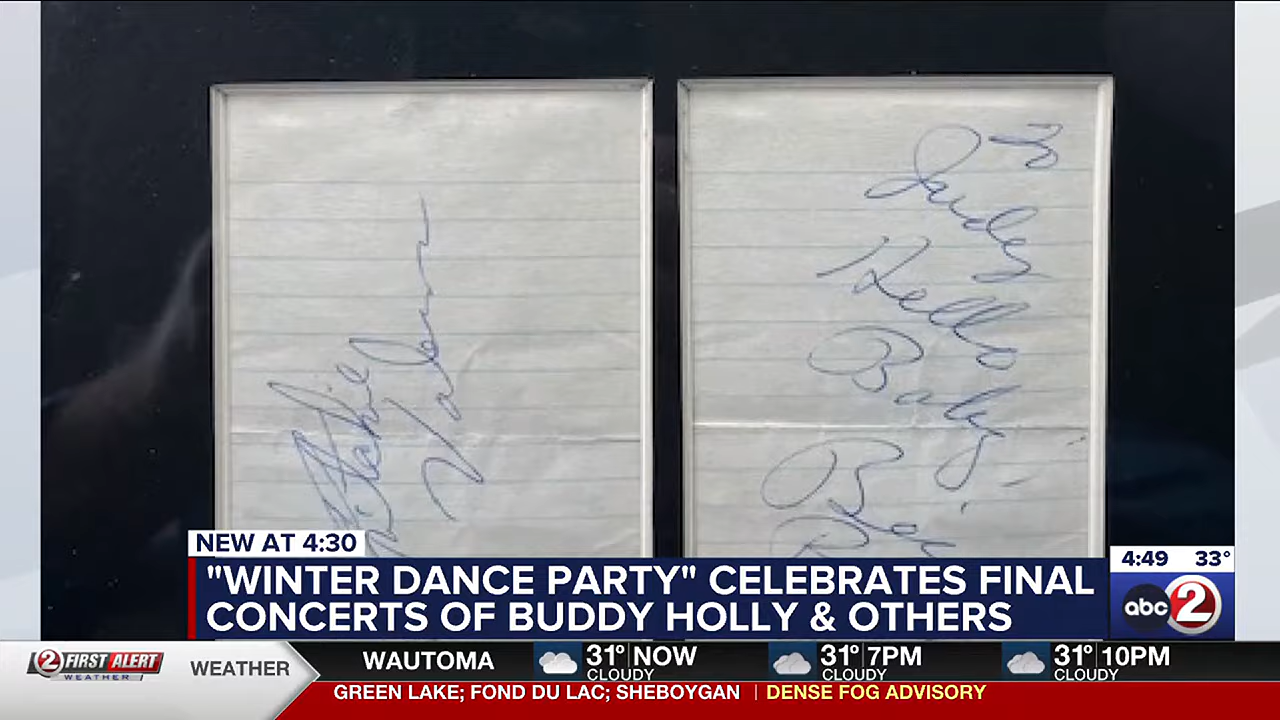 Ritchie
Valens
To
Judy
Hello
Baby!
NEW AT 4:30
"WINTER DANCE PARTY" CELEBRATES FINAL
CONCERTS OF BUDDY HOLLY & OTHERS
4:49 33°
abc 2
2 FIRST ALERT
WEATHER
WEATHER
WAUTOMA
31° NOW
CLOUDY
31° 7PM
CLOUDY
31° 10PM
CLOUDY
GREEN LAKE; FOND DU LAC; SHEBOYGAN | DENSE FOG ADVISORY